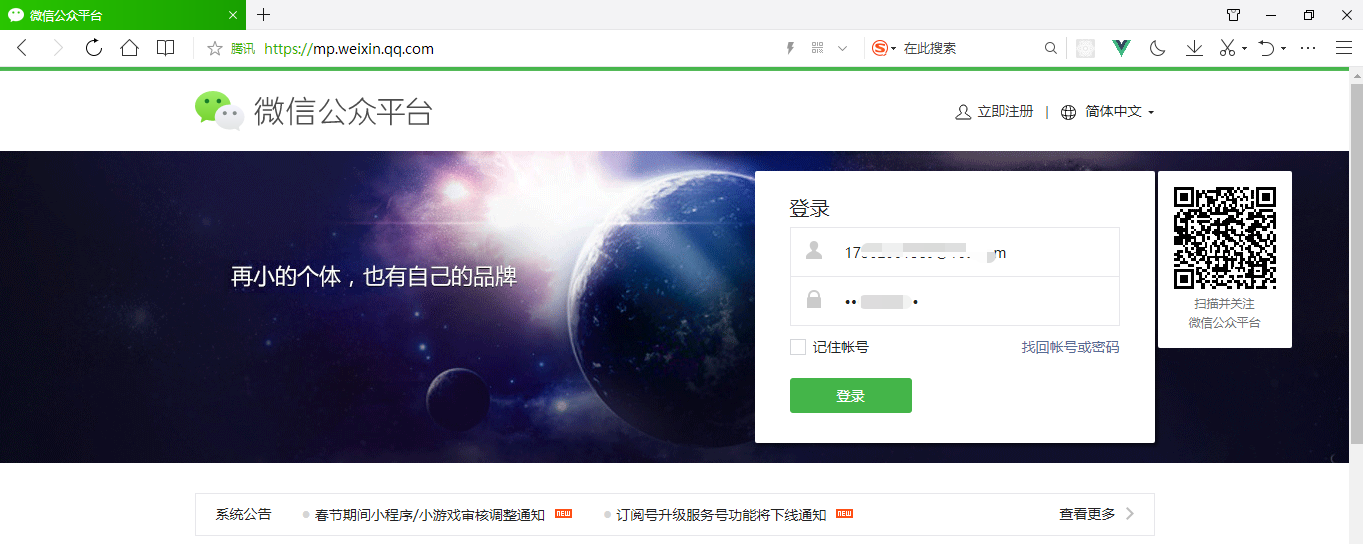 微信公众平台
腾讯 https://mp.weixin.qq.com 在此搜索
微信公众平台
立即注册 | 简体中文
登录
再小的个体，也有自己的品牌
记住帐号 找回帐号或密码
登录
扫描并关注
微信公众平台
系统公告 春节期间小程序/小游戏审核调整通知 NEW 订阅号升级服务号功能将下线通知 NEW 查看更多